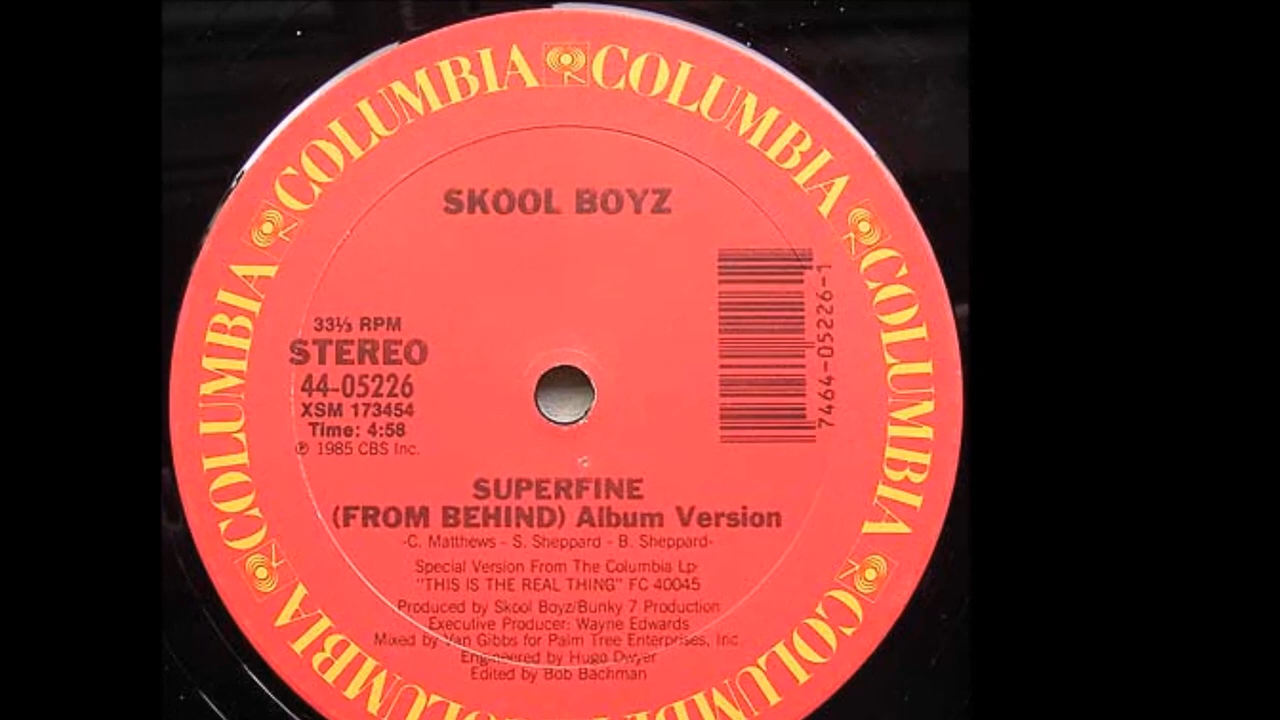 COLUMBIA COLUMBIA COLUMBIA COLUMBIA COLUMBIA COLUMBIA COLUMBIA
SKOOL BOYZ
7464-05226-1
33⅓ RPM
STEREO
44-05226
XSM 173454
Time: 4:58
℗ 1985 CBS Inc.
SUPERFINE
(FROM BEHIND) Album Version
-C. Matthews - S. Sheppard - B. Sheppard-
Special Version From The Columbia Lp:
"THIS IS THE REAL THING" FC 40045
Produced by Skool Boyz/Bunky 7 Production
Executive Producer: Wayne Edwards
Mixed by Van Gibbs for Palm Tree Enterprises, Inc.
Engineered by Hugo Dwyer
Edited by Bob Bachman